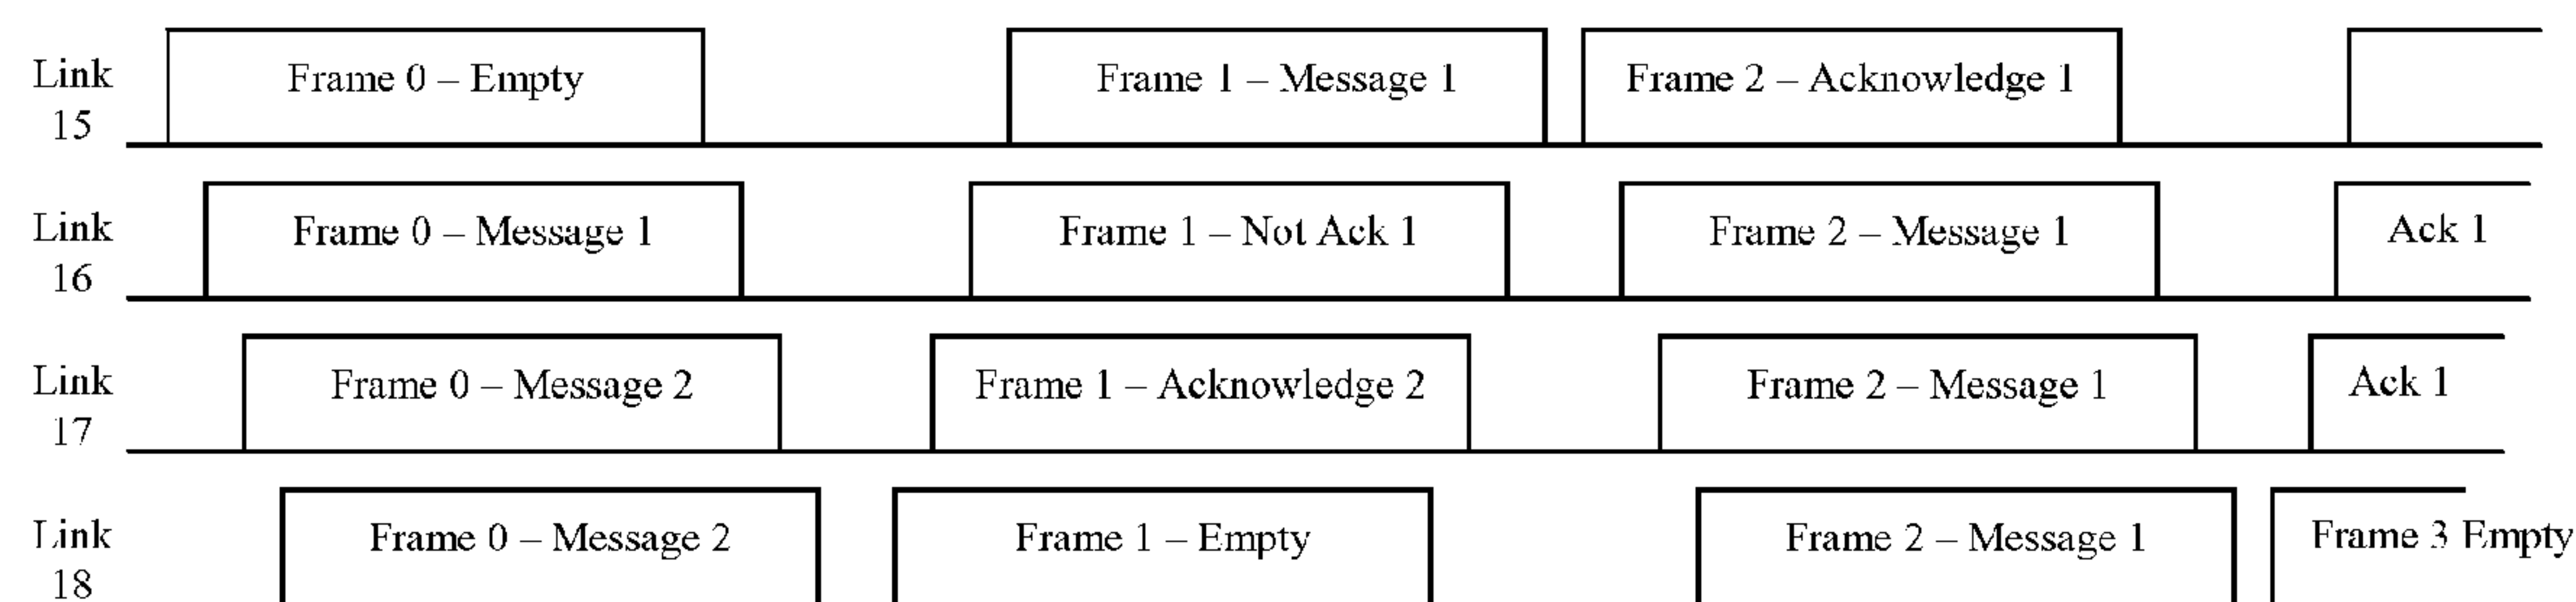 Link
15
Frame 0 – Empty
Frame 1 – Message 1
Frame 2 – Acknowledge 1
Link
16
Frame 0 – Message 1
Frame 1 – Not Ack 1
Frame 2 – Message 1
Ack 1
Link
17
Frame 0 – Message 2
Frame 1 – Acknowledge 2
Frame 2 – Message 1
Ack 1
Link
18
Frame 0 – Message 2
Frame 1 – Empty
Frame 2 – Message 1
Frame 3 Empty